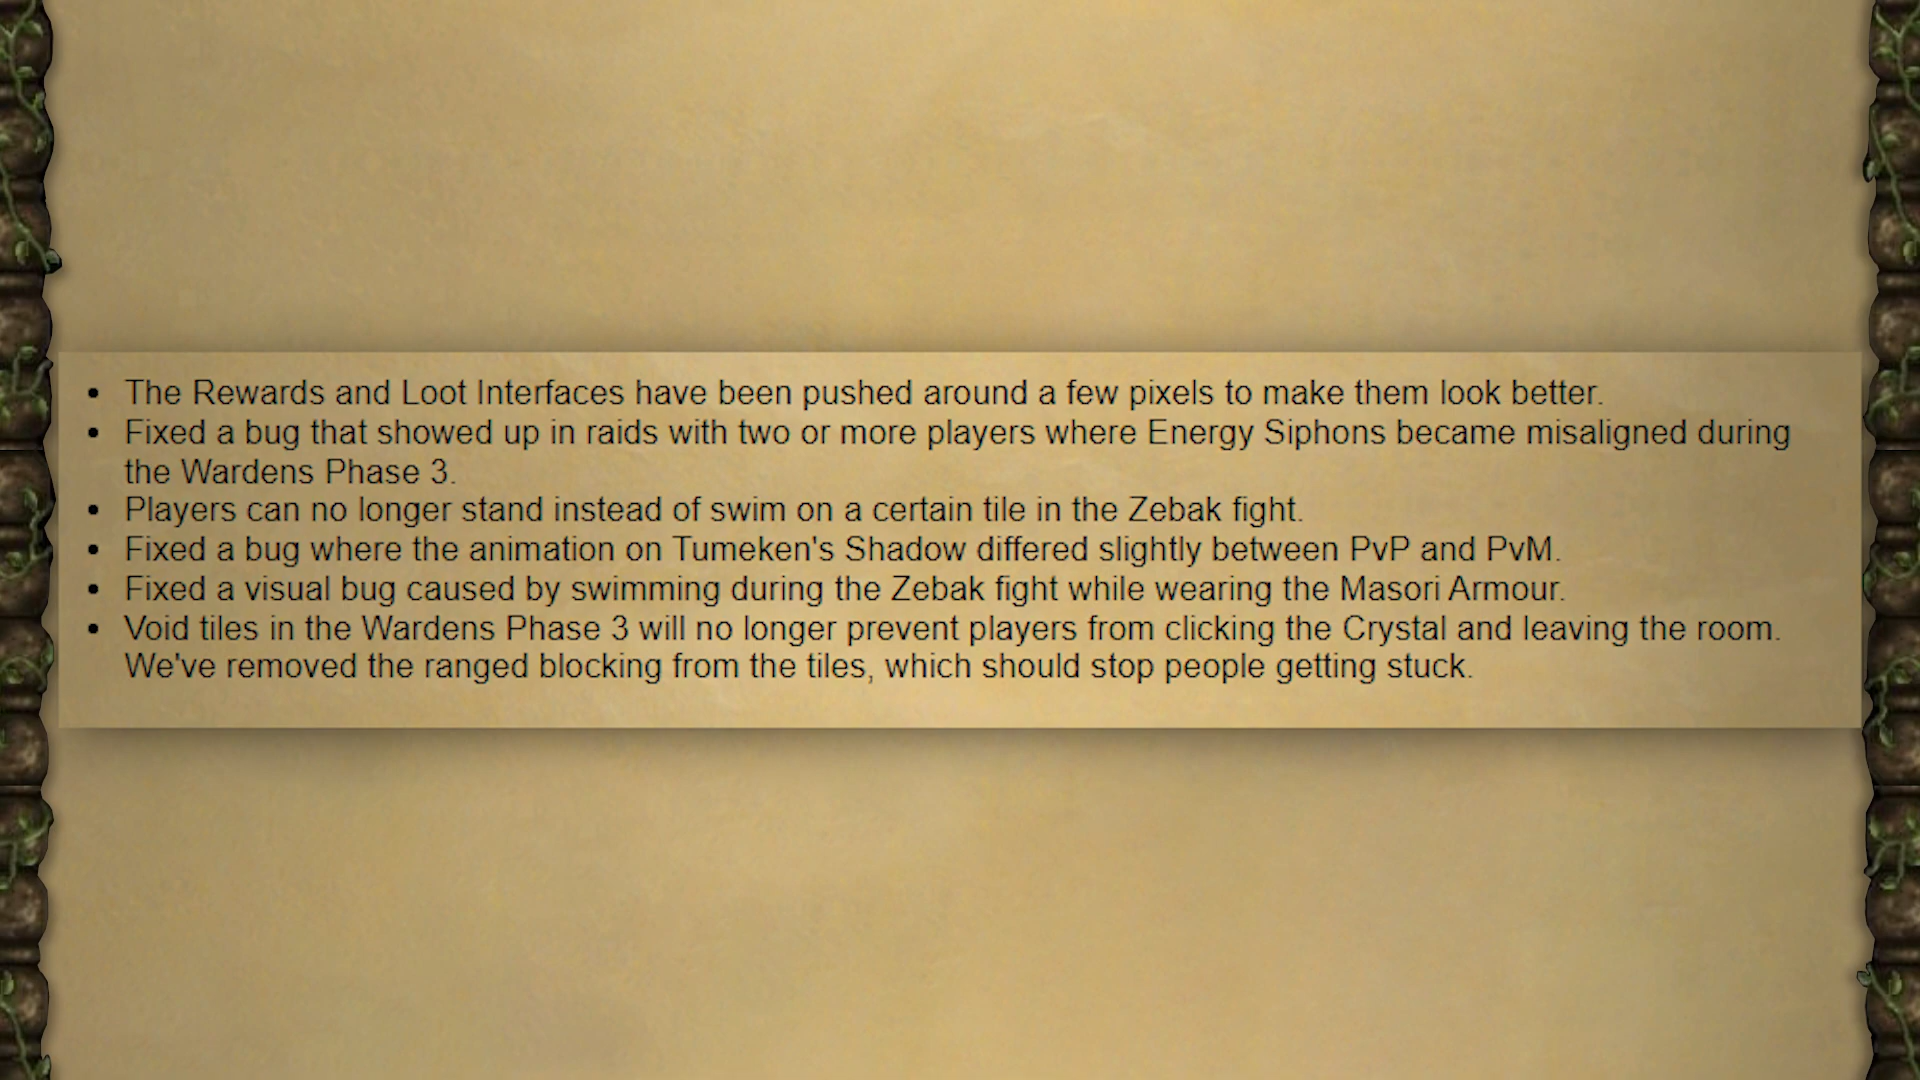 • The Rewards and Loot Interfaces have been pushed around a few pixels to make them look better.
• Fixed a bug that showed up in raids with two or more players where Energy Siphons became misaligned during
the Wardens Phase 3.
• Players can no longer stand instead of swim on a certain tile in the Zebak fight.
• Fixed a bug where the animation on Tumeken's Shadow differed slightly between PvP and PvM.
• Fixed a visual bug caused by swimming during the Zebak fight while wearing the Masori Armour.
• Void tiles in the Wardens Phase 3 will no longer prevent players from clicking the Crystal and leaving the room.
We've removed the ranged blocking from the tiles, which should stop people getting stuck.